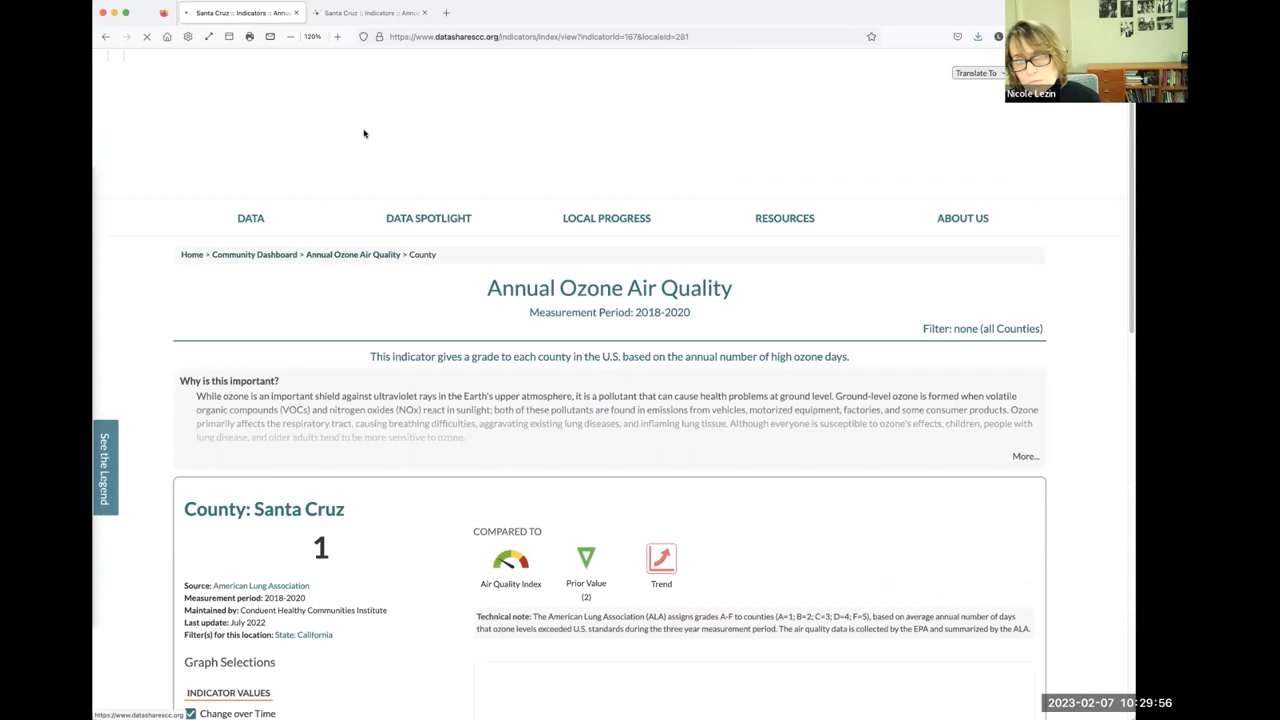 Santa Cruz :: Indicators :: Annu
Santa Cruz :: Indicators :: Annu
120%
https://www.datasharescc.org/indicators/index/view?indicatorId=167&localeId=281
Translate To
Nicole Lezin
DATA
DATA SPOTLIGHT
LOCAL PROGRESS
RESOURCES
ABOUT US
Home > Community Dashboard > Annual Ozone Air Quality > County
Annual Ozone Air Quality
Measurement Period: 2018-2020
Filter: none (all Counties)
This indicator gives a grade to each county in the U.S. based on the annual number of high ozone days.
Why is this important?
While ozone is an important shield against ultraviolet rays in the Earth's upper atmosphere, it is a pollutant that can cause health problems at ground level. Ground-level ozone is formed when volatile
organic compounds (VOCs) and nitrogen oxides (NOx) react in sunlight; both of these pollutants are found in emissions from vehicles, motorized equipment, factories, and some consumer products. Ozone
primarily affects the respiratory tract, causing breathing difficulties, aggravating existing lung diseases, and inflaming lung tissue. Although everyone is susceptible to ozone's effects, children, people with
lung disease, and older adults tend to be more sensitive to ozone.
More...
See the Legend
County: Santa Cruz
1
Source: American Lung Association
Measurement period: 2018-2020
Maintained by: Conduent Healthy Communities Institute
Last update: July 2022
Filter(s) for this location: State: California
COMPARED TO
Air Quality Index
Prior Value
(2)
Trend
Technical note: The American Lung Association (ALA) assigns grades A-F to counties (A=1; B=2; C=3; D=4; F=5), based on average annual number of days
that ozone levels exceeded U.S. standards during the three year measurement period. The air quality data is collected by the EPA and summarized by the ALA.
Graph Selections
INDICATOR VALUES
Change over Time
https://www.datasharescc.org
2023-02-07 10:29:56